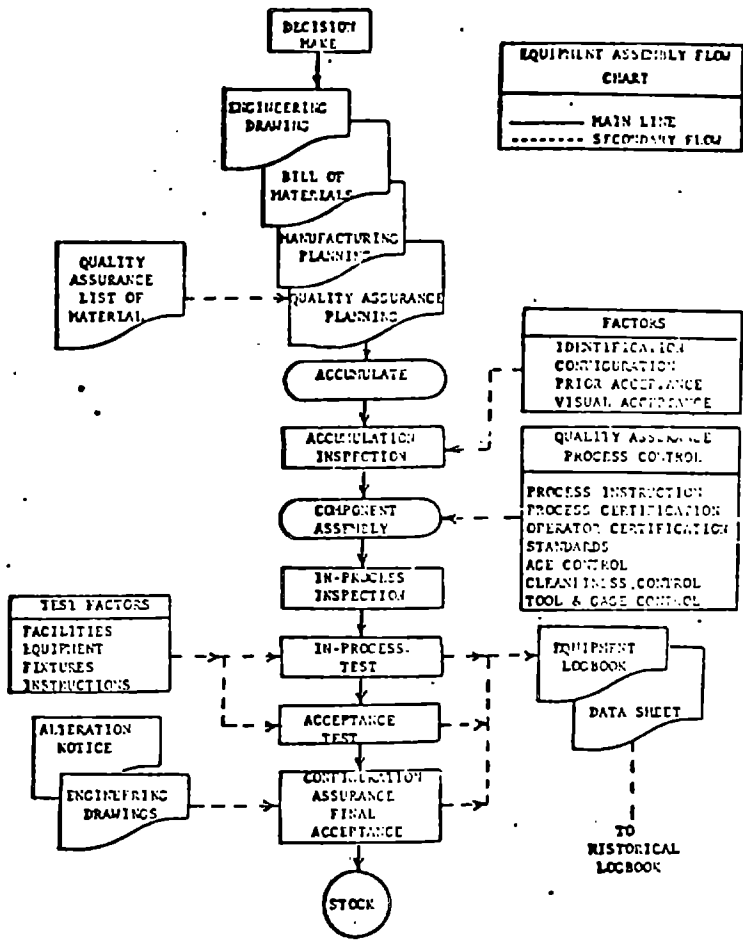 DECISION
MAKE
EQUIPMENT ASSEMBLY FLOW
CHART
MAIN LINE
SECONDARY FLOW
ENGINEERING
DRAWING
BILL OF
MATERIALS
MANUFACTURING
PLANNING
QUALITY
ASSURANCE
LIST OF
MATERIAL
QUALITY ASSURANCE
PLANNING
ACCUMULATE
FACTORS
IDENTIFICATION
CONFIGURATION
PRIOR ACCEPTANCE
VISUAL ACCEPTANCE
ACCUMULATION
INSPECTION
QUALITY ASSURANCE
PROCESS CONTROL
PROCESS INSTRUCTION
PROCESS CERTIFICATION
OPERATOR CERTIFICATION
STANDARDS
AGE CONTROL
CLEANLINESS CONTROL
TOOL & GAGE CONTROL
COMPONENT
ASSEMBLY
IN-PROCESS
INSPECTION
TEST FACTORS
FACILITIES
EQUIPMENT
FIXTURES
INSTRUCTIONS
IN-PROCESS
TEST
EQUIPMENT
LOGBOOK
DATA SHEET
ACCEPTANCE
TEST
ALTERATION
NOTICE
ENGINEERING
DRAWINGS
CONFIGURATION
ASSURANCE
FINAL
ACCEPTANCE
TO
HISTORICAL
LOGBOOK
STOCK